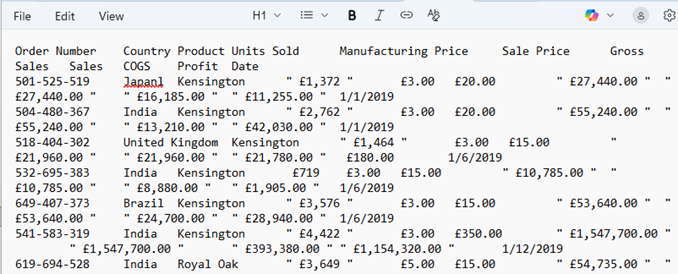 File Edit View H1 B I
Order Number Country Product Units Sold Manufacturing Price Sale Price Gross
Sales Sales COGS Profit Date
501-525-519 Japanl Kensington " £1,372 " £3.00 £20.00 " £27,440.00 " "
£27,440.00 " " £16,185.00 " " £11,255.00 " 1/1/2019
504-480-367 India Kensington " £2,762 " £3.00 £20.00 " £55,240.00 " "
£55,240.00 " " £13,210.00 " " £42,030.00 " 1/1/2019
518-404-302 United Kingdom Kensington " £1,464 " £3.00 £15.00 "
£21,960.00 " " £21,960.00 " " £21,780.00 " £180.00 1/6/2019
532-695-383 India Kensington £719 £3.00 £15.00 " £10,785.00 " "
£10,785.00 " " £8,880.00 " " £1,905.00 " 1/6/2019
649-407-373 Brazil Kensington " £3,576 " £3.00 £15.00 " £53,640.00 " "
£53,640.00 " " £24,700.00 " " £28,940.00 " 1/6/2019
541-583-319 India Kensington " £4,422 " £3.00 £350.00 " £1,547,700.00 "
" £1,547,700.00 " " £393,380.00 " " £1,154,320.00 " 1/12/2019
619-694-528 India Royal Oak " £3,649 " £5.00 £15.00 " £54,735.00 " "